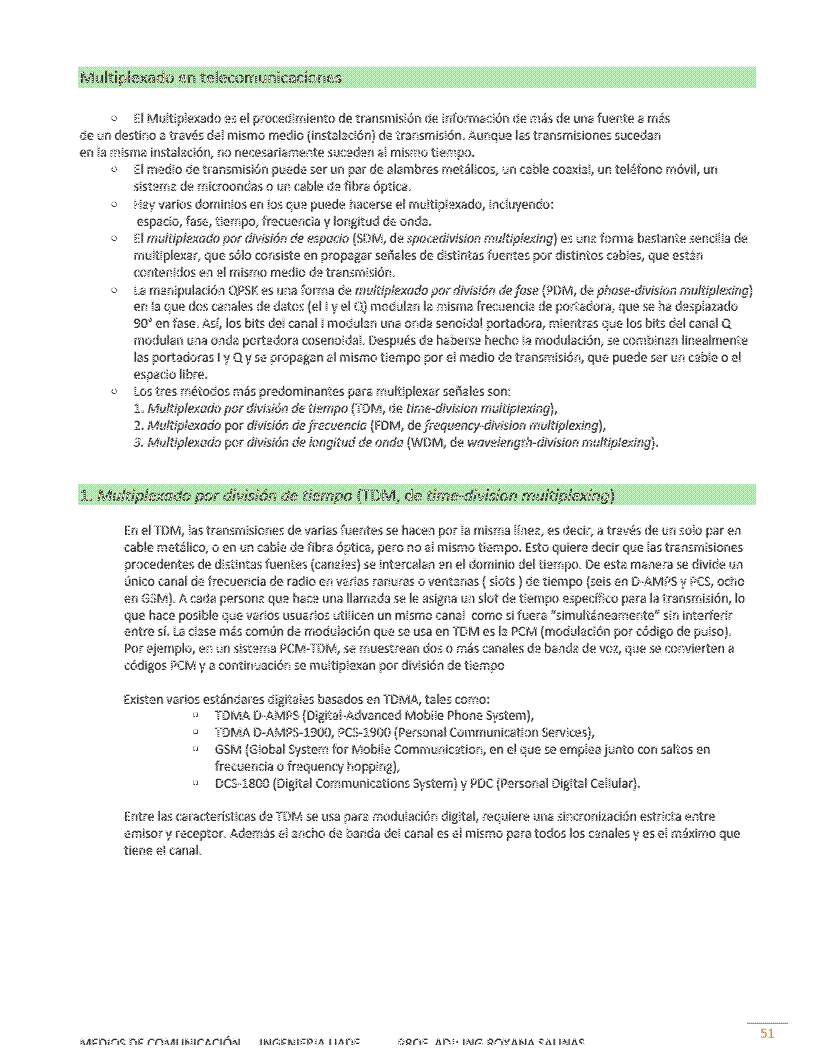 Multiplexado en telecomunicaciones
○ El Multiplexado es el procedimiento de transmisión de información de más de una fuente a más
de un destino a través del mismo medio (instalación) de transmisión. Aunque las transmisiones sucedan
en la misma instalación, no necesariamente suceden al mismo tiempo.
○ El medio de transmisión puede ser un par de alambres metálicos, un cable coaxial, un teléfono móvil, un
sistema de microondas o un cable de fibra óptica.
○ Hay varios dominios en los que puede hacerse el multiplexado, incluyendo:
espacio, fase, tiempo, frecuencia y longitud de onda.
○ El multiplexado por división de espacio (SDM, de spacedivision multiplexing) es una forma bastante sencilla de
multiplexar, que sólo consiste en propagar señales de distintas fuentes por distintos cables, que están
contenidos en el mismo medio de transmisión.
○ La manipulación QPSK es una forma de multiplexado por división de fase (PDM, de phase-division multiplexing)
en la que dos canales de datos (el I y el Q) modulan la misma frecuencia de portadora, que se ha desplazado
90° en fase. Así, los bits del canal I modulan una onda senoidal portadora, mientras que los bits del canal Q
modulan una onda portadora cosenoidal. Después de haberse hecho la modulación, se combinan linealmente
las portadoras I y Q y se propagan al mismo tiempo por el medio de transmisión, que puede ser un cable o el
espacio libre.
○ Los tres métodos más predominantes para multiplexar señales son:
1. Multiplexado por división de tiempo (TDM, de time-division multiplexing),
2. Multiplexado por división de frecuencia (FDM, de frequency-division multiplexing),
3. Multiplexado por división de longitud de onda (WDM, de wavelength-division multiplexing).
1. Multiplexado por división de tiempo (TDM, de time-division multiplexing)
En el TDM, las transmisiones de varias fuentes se hacen por la misma línea, es decir, a través de un solo par en
cable metálico, o en un cable de fibra óptica, pero no al mismo tiempo. Esto quiere decir que las transmisiones
procedentes de distintas fuentes (canales) se intercalan en el dominio del tiempo. De esta manera se divide un
único canal de frecuencia de radio en varias ranuras o ventanas ( slots ) de tiempo (seis en D-AMPS y PCS, ocho
en GSM). A cada persona que hace una llamada se le asigna un slot de tiempo específico para la transmisión, lo
que hace posible que varios usuarios utilicen un mismo canal como si fuera "simultáneamente" sin interferir
entre sí. La clase más común de modulación que se usa en TDM es la PCM (modulación por código de pulso).
Por ejemplo, en un sistema PCM-TDM, se muestrean dos o más canales de banda de voz, que se convierten a
códigos PCM y a continuación se multiplexan por división de tiempo
Existen varios estándares digitales basados en TDMA, tales como:
▫ TDMA D-AMPS (Digital-Advanced Mobile Phone System),
▫ TDMA D-AMPS-1900, PCS-1900 (Personal Communication Services),
▫ GSM (Global System for Mobile Communication, en el que se emplea junto con saltos en
frecuencia o frequency hopping),
▫ DCS-1800 (Digital Communications System) y PDC (Personal Digital Cellular).
Entre las características de TDM se usa para modulación digital, requiere una sincronización estricta entre
emisor y receptor. Además el ancho de banda del canal es el mismo para todos los canales y es el máximo que
tiene el canal.
51
MEDIOS DE COMUNICACIÓN INGENIERIA UADE PROF. ADJ: ING ROXANA SALINAS